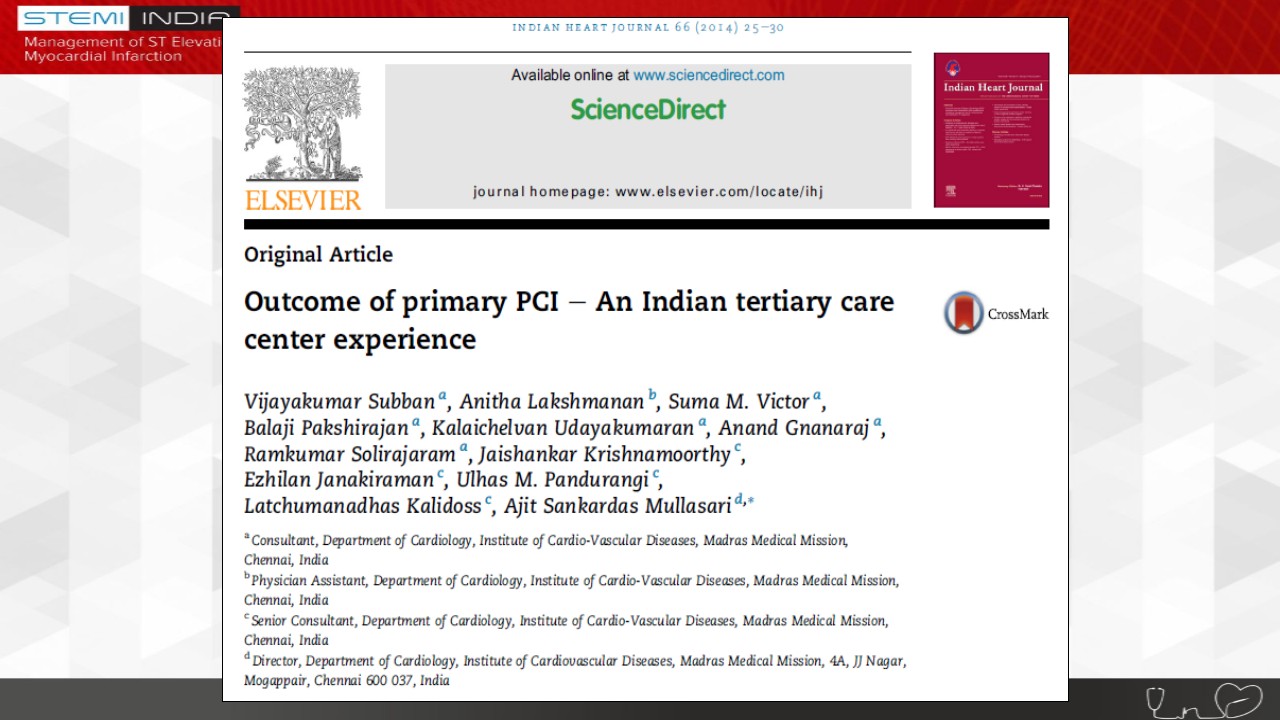 STEMI INDIA
Management of ST Elevati
Myocardial Infarction
INDIAN HEART JOURNAL 66 (2014) 25–30
Available online at www.sciencedirect.com
ScienceDirect
journal homepage: www.elsevier.com/locate/ihj
ELSEVIER
Indian Heart Journal
Original Article
Outcome of primary PCI – An Indian tertiary care
center experience
CrossMark
Vijayakumar Subban a, Anitha Lakshmanan b, Suma M. Victor a,
Balaji Pakshirajan a, Kalaichelvan Udayakumaran a, Anand Gnanaraj a,
Ramkumar Solirajaram a, Jaishankar Krishnamoorthy c,
Ezhilan Janakiraman c, Ulhas M. Pandurangi c,
Latchumanadhas Kalidoss c, Ajit Sankardas Mullasari d,*
a Consultant, Department of Cardiology, Institute of Cardio-Vascular Diseases, Madras Medical Mission,
Chennai, India
b Physician Assistant, Department of Cardiology, Institute of Cardio-Vascular Diseases, Madras Medical Mission,
Chennai, India
c Senior Consultant, Department of Cardiology, Institute of Cardio-Vascular Diseases, Madras Medical Mission,
Chennai, India
d Director, Department of Cardiology, Institute of Cardiovascular Diseases, Madras Medical Mission, 4A, JJ Nagar,
Mogappair, Chennai 600 037, India